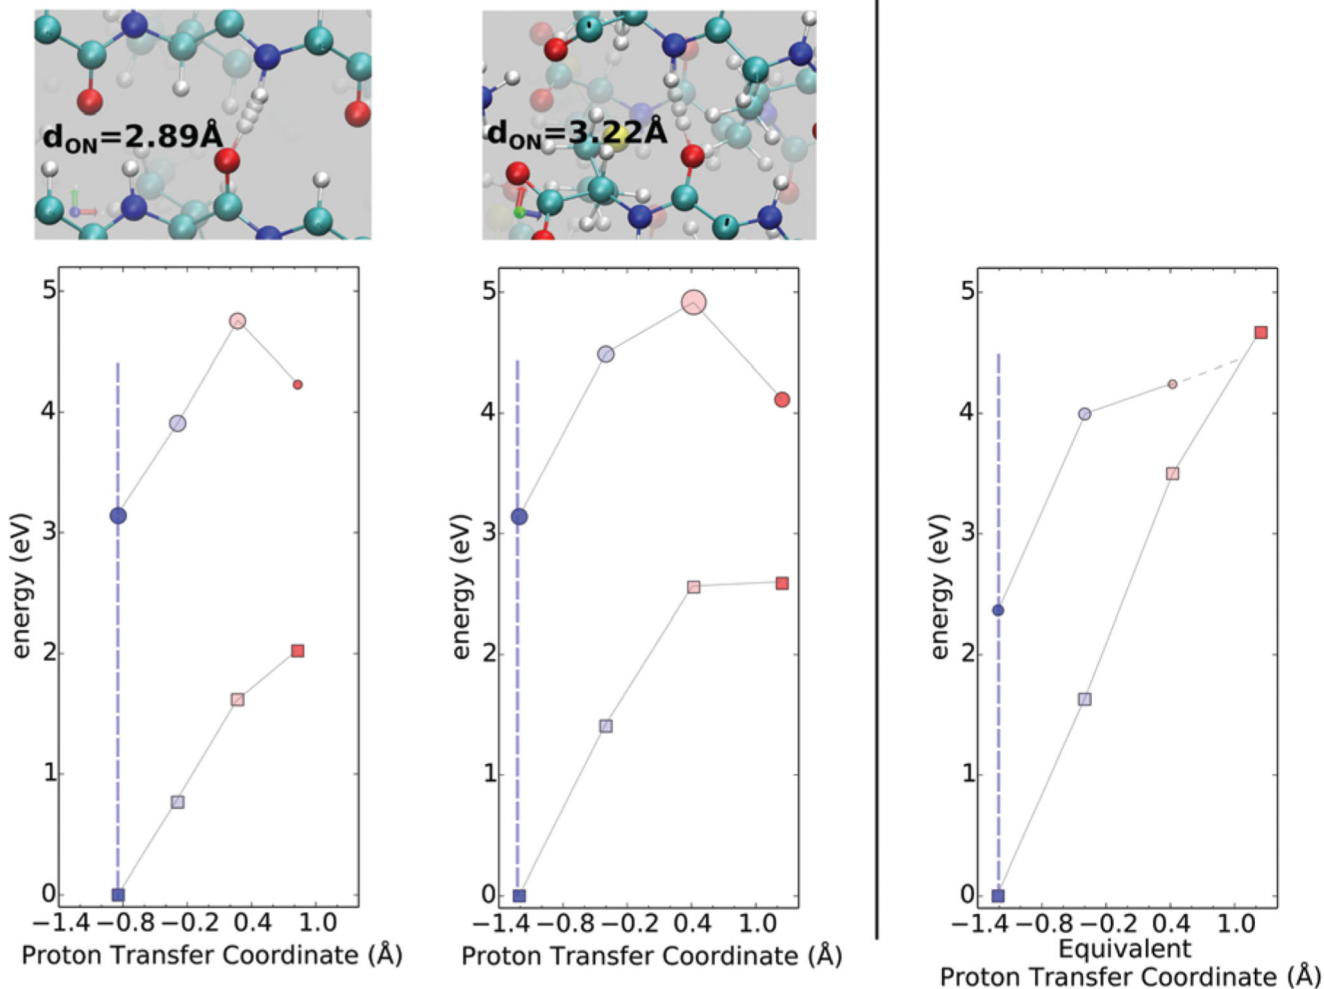 dON=2.89Å
dON=3.22Å
energy (eV)
5
4
3
2
1
0
−1.4 −0.8 −0.2 0.4 1.0
Proton Transfer Coordinate (Å)
energy (eV)
5
4
3
2
1
0
−1.4 −0.8 −0.2 0.4 1.0
Proton Transfer Coordinate (Å)
energy (eV)
5
4
3
2
1
0
−1.4 −0.8 −0.2 0.4 1.0
Equivalent
Proton Transfer Coordinate (Å)